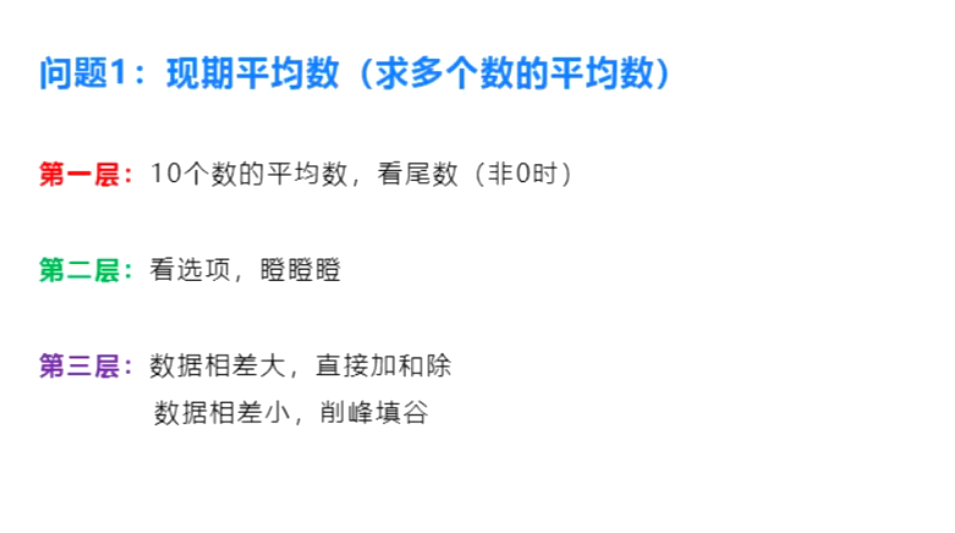 问题1：现期平均数（求多个数的平均数）
第一层：10个数的平均数，看尾数（非0时）
第二层：看选项，瞪瞪瞪
第三层：数据相差大，直接加和除
数据相差小，削峰填谷